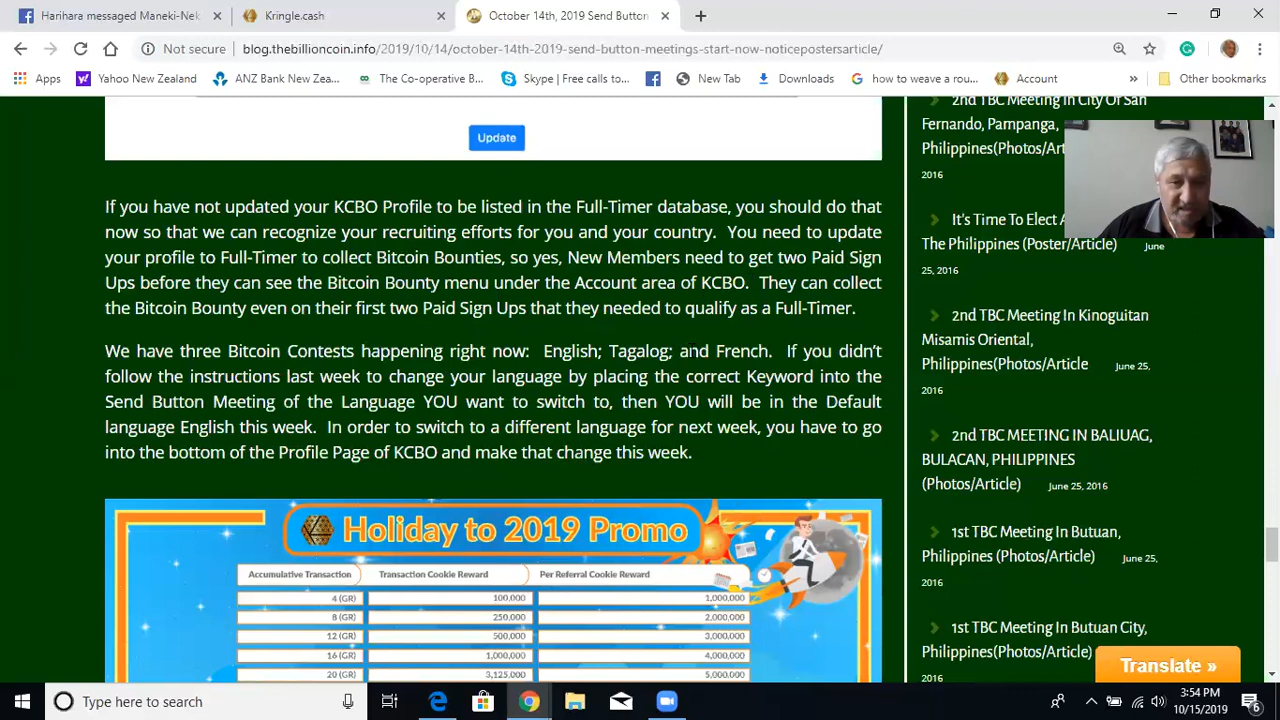 Harihara messaged Maneki-Nek
Kringle.cash
October 14th, 2019 Send Button
Not secure
blog.thebillioncoin.info/2019/10/14/october-14th-2019-send-button-meetings-start-now-noticepostersarticle/
Apps
Yahoo New Zealand
ANZ Bank New Zea...
The Co-operative B...
Skype | Free calls to...
New Tab
Downloads
how to weave a rou...
Account
»
Other bookmarks
Update
If you have not updated your KCBO Profile to be listed in the Full-Timer database, you should do that
now so that we can recognize your recruiting efforts for you and your country. You need to update
your profile to Full-Timer to collect Bitcoin Bounties, so yes, New Members need to get two Paid Sign
Ups before they can see the Bitcoin Bounty menu under the Account area of KCBO. They can collect
the Bitcoin Bounty even on their first two Paid Sign Ups that they needed to qualify as a Full-Timer.
We have three Bitcoin Contests happening right now: English; Tagalog; and French. If you didn't
follow the instructions last week to change your language by placing the correct Keyword into the
Send Button Meeting of the Language YOU want to switch to, then YOU will be in the Default
language English this week. In order to switch to a different language for next week, you have to go
into the bottom of the Profile Page of KCBO and make that change this week.
Holiday to 2019 Promo
Accumulative Transaction Transaction Cookie Reward Per Referral Cookie Reward
4 (GR) 100,000 1,000,000
8 (GR) 250,000 2,000,000
12 (GR) 500,000 3,000,000
16 (GR) 1,000,000 4,000,000
20 (GR) 3,125,000 5,000,000
2nd TBC Meeting In City Of San
Fernando, Pampanga,
Philippines(Photos/Art
2016
It's Time To Elect A
The Philippines (Poster/Article) June
25, 2016
2nd TBC Meeting In Kinoguitan
Misamis Oriental,
Philippines(Photos/Article June 25,
2016
2nd TBC MEETING IN BALIUAG,
BULACAN, PHILIPPINES
(Photos/Article) June 25, 2016
1st TBC Meeting In Butuan,
Philippines (Photos/Article) June 25,
2016
1st TBC Meeting In Butuan City,
Philippines(Photos/Article)
2016
Translate »
Type here to search
3:54 PM
10/15/2019
6